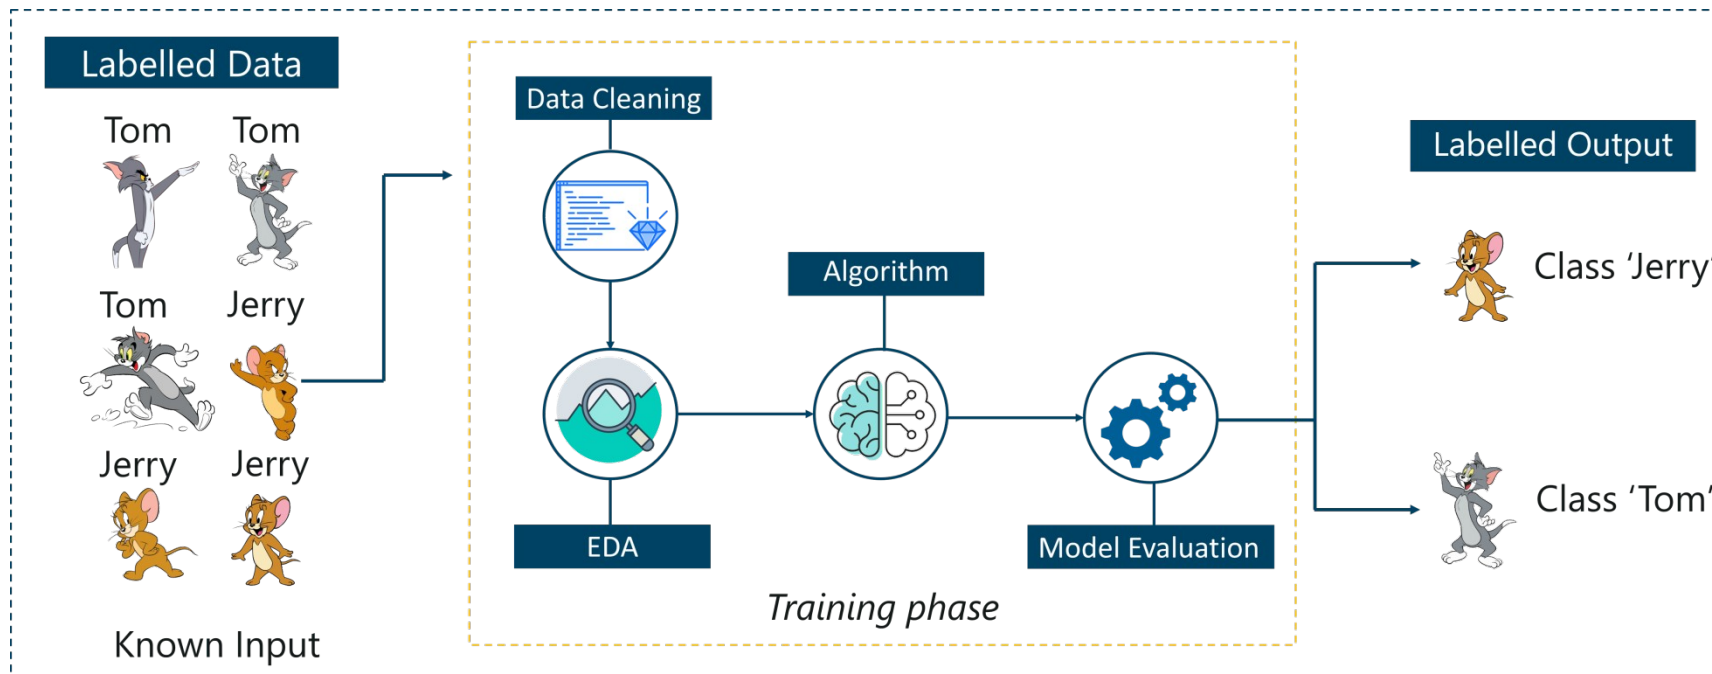 Labelled Data
Tom Tom
Tom Jerry
Jerry Jerry
Known Input
Data Cleaning
EDA
Algorithm
Model Evaluation
Training phase
Labelled Output
Class ‘Jerry’
Class ‘Tom’